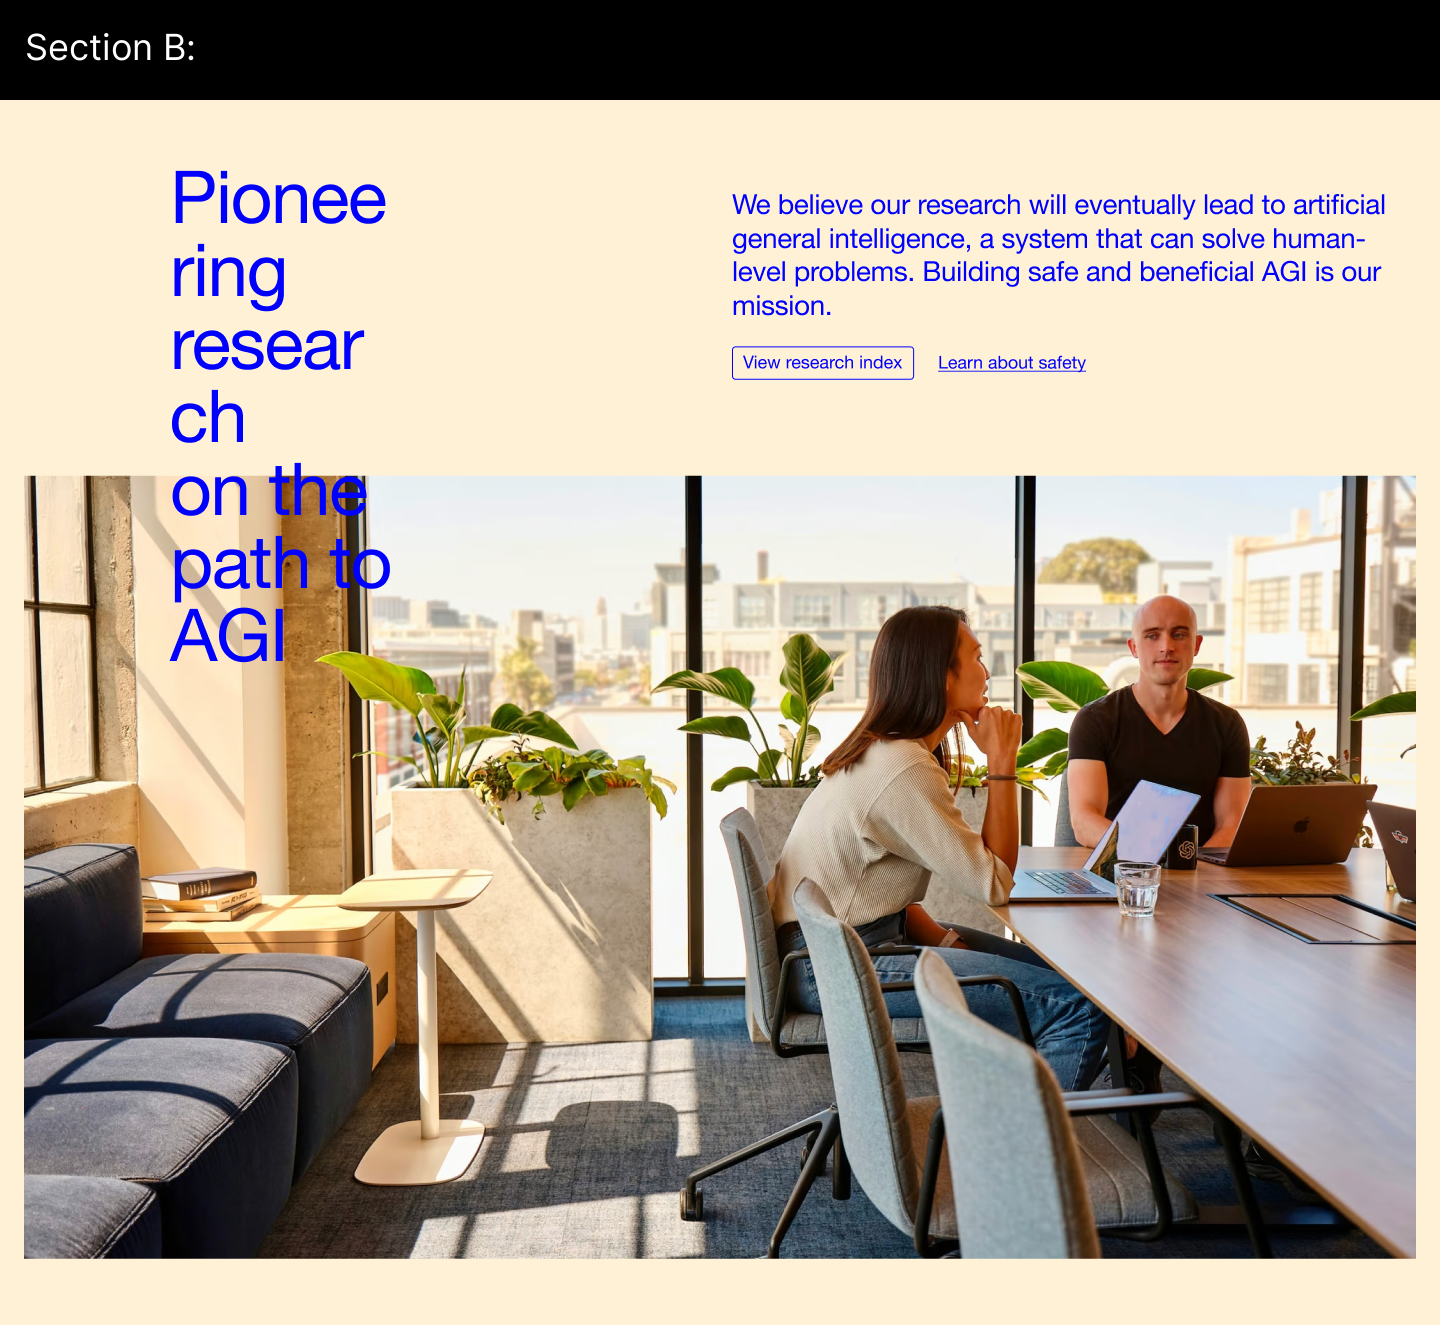 Section B:
Pionee
ring
resear
ch
on the
path to
AGI
We believe our research will eventually lead to artificial
general intelligence, a system that can solve human-
level problems. Building safe and beneficial AGI is our
mission.
View research index
Learn about safety